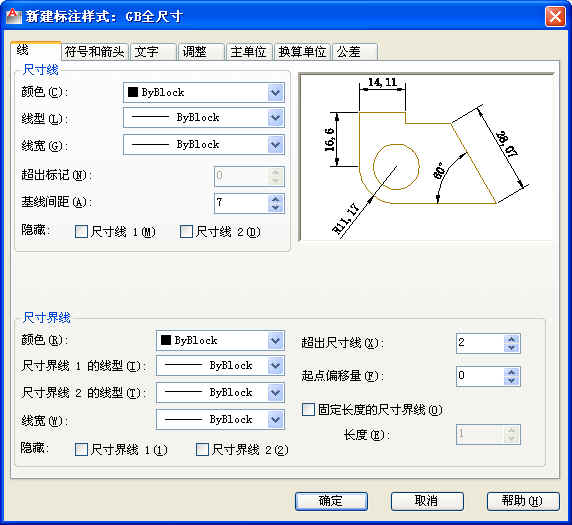 新建标注样式: GB全尺寸
线 符号和箭头 文字 调整 主单位 换算单位 公差
尺寸线
颜色(C): ByBlock
线型(L): ByBlock
线宽(G): ByBlock
超出标记(N): 0
基线间距(A): 7
隐藏: 尺寸线 1(M) 尺寸线 2(D)
14,11
16,6
28,07
60°
R11,17
尺寸界线
颜色(R): ByBlock
尺寸界线 1 的线型(I): ByBlock
尺寸界线 2 的线型(T): ByBlock
线宽(W): ByBlock
隐藏: 尺寸界线 1(1) 尺寸界线 2(2)
超出尺寸线(X): 2
起点偏移量(F): 0
固定长度的尺寸界线(O)
长度(E): 1
确定 取消 帮助(H)